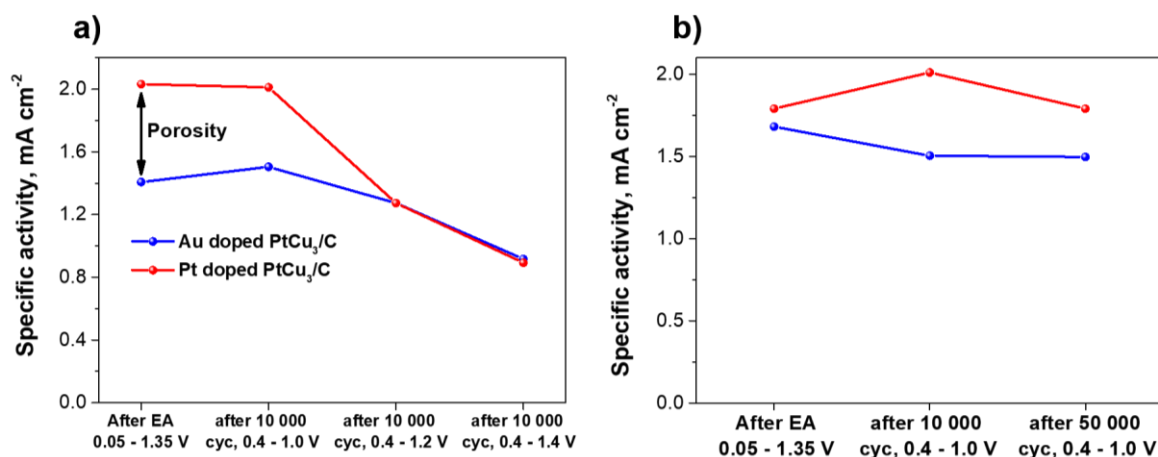 a)
Specific activity, mA cm⁻²
2.0
1.6
1.2
0.8
0.4
0.0
Porosity
Au doped PtCu₃/C
Pt doped PtCu₃/C
After EA
0.05 - 1.35 V
after 10 000
cyc, 0.4 - 1.0 V
after 10 000
cyc, 0.4 - 1.2 V
after 10 000
cyc, 0.4 - 1.4 V
b)
Specific activity, mA cm⁻²
2.0
1.5
1.0
0.5
0.0
After EA
0.05 - 1.35 V
after 10 000
cyc, 0.4 - 1.0 V
after 50 000
cyc, 0.4 - 1.0 V